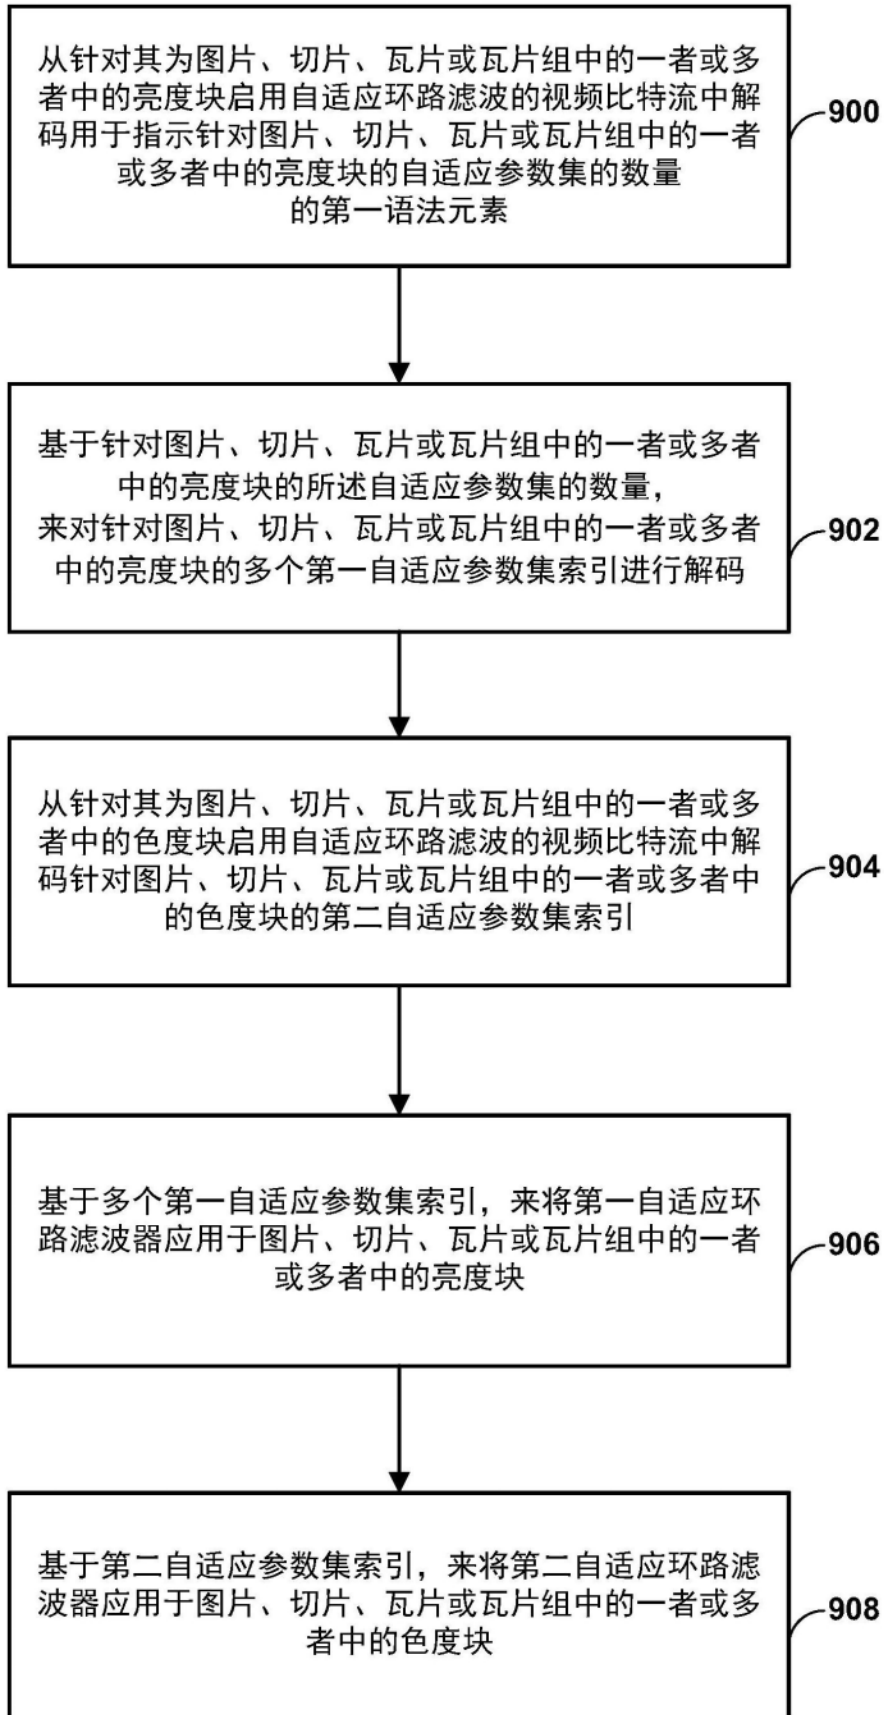 从针对其为图片、切片、瓦片或瓦片组中的一者或多
者中的亮度块启用自适应环路滤波的视频比特流中解
码用于指示针对图片、切片、瓦片或瓦片组中的一者
或多者中的亮度块的自适应参数集的数量
的第一语法元素
900
基于针对图片、切片、瓦片或瓦片组中的一者或多者
中的亮度块的所述自适应参数集的数量，
来对针对图片、切片、瓦片或瓦片组中的一者或多者
中的亮度块的多个第一自适应参数集索引进行解码
902
从针对其为图片、切片、瓦片或瓦片组中的一者或多
者中的色度块启用自适应环路滤波的视频比特流中解
码针对图片、切片、瓦片或瓦片组中的一者或多者中
的色度块的第二自适应参数集索引
904
基于多个第一自适应参数集索引，来将第一自适应环
路滤波器应用于图片、切片、瓦片或瓦片组中的一者
或多者中的亮度块
906
基于第二自适应参数集索引，来将第二自适应环路滤
波器应用于图片、切片、瓦片或瓦片组中的一者或多
者中的色度块
908